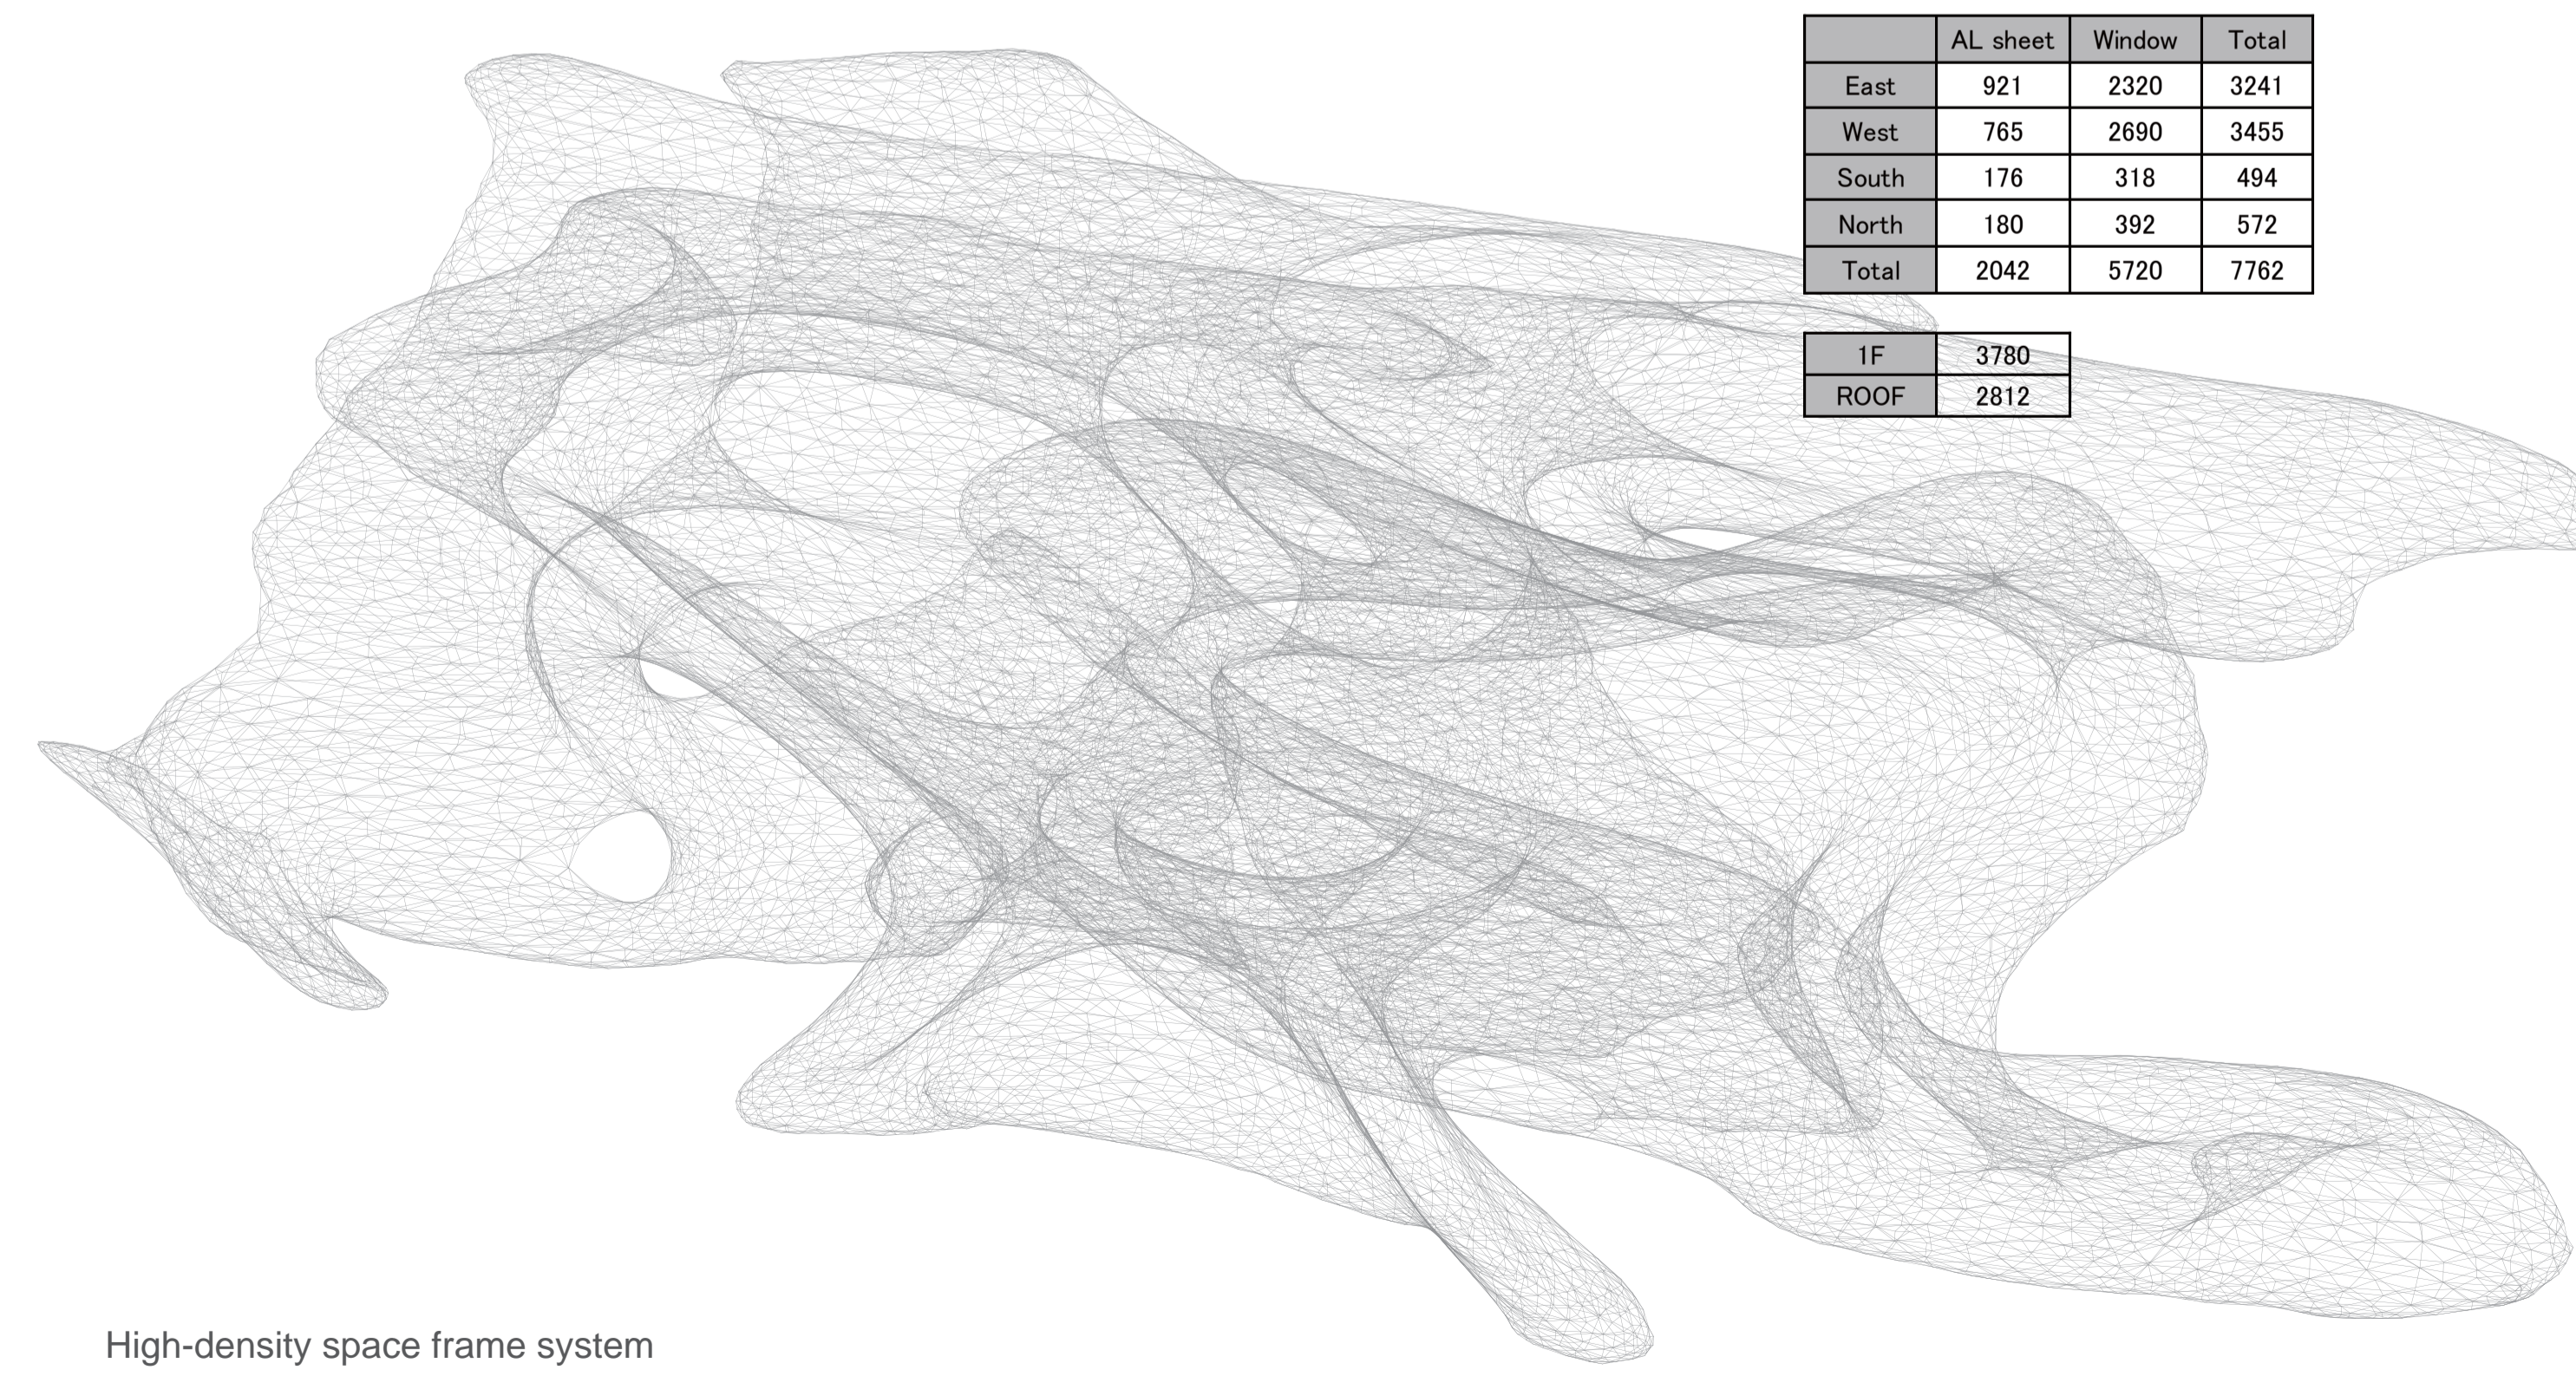 AL sheet Window Total
East 921 2320 3241
West 765 2690 3455
South 176 318 494
North 180 392 572
Total 2042 5720 7762
1F 3780
ROOF 2812
High-density space frame system